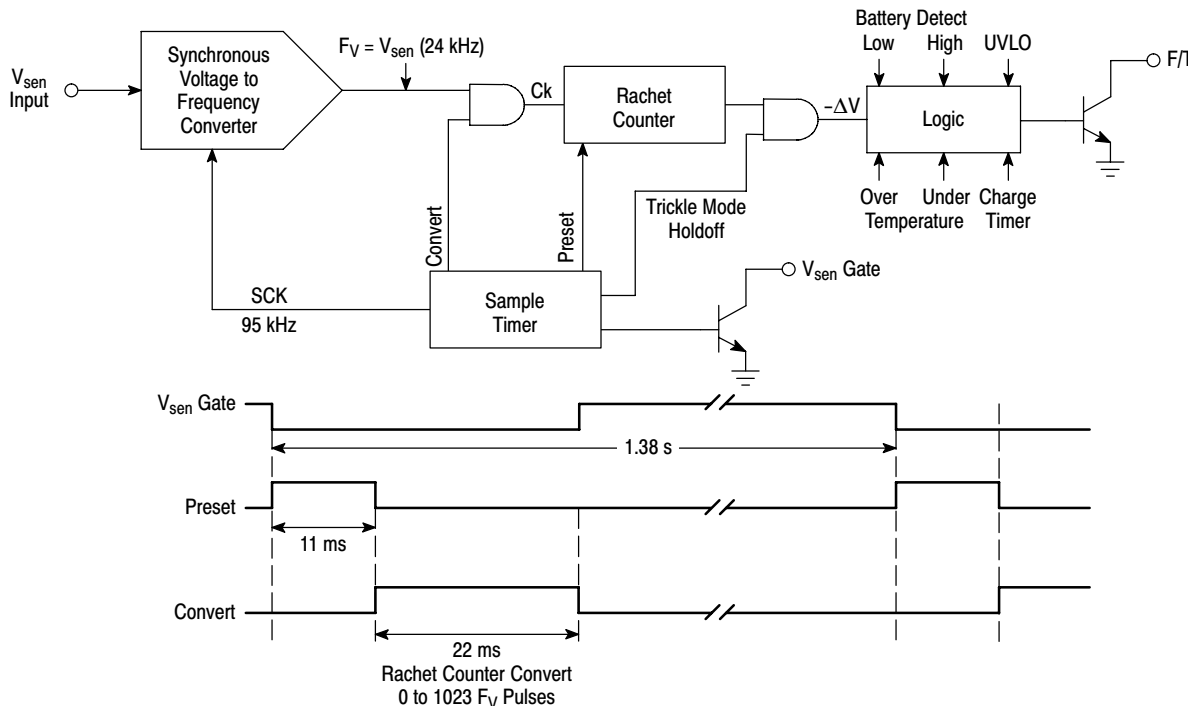 Synchronous
Voltage to
Frequency
Converter
V_sen
Input
F_V = V_sen (24 kHz)
Ck
Rachet
Counter
–ΔV
Battery Detect
Low High UVLO
Logic
F/T
Over Under Charge
Temperature Timer
Convert
Preset
Trickle Mode
Holdoff
SCK
95 kHz
Sample
Timer
V_sen Gate
V_sen Gate
1.38 s
Preset
11 ms
Convert
22 ms
Rachet Counter Convert
0 to 1023 F_V Pulses